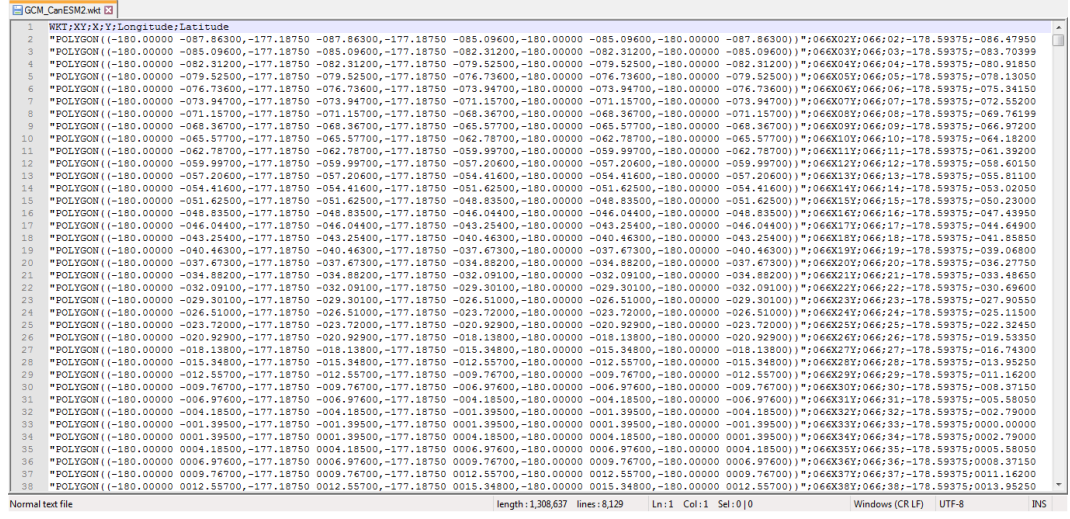 GCM_CanESM2.wkt
1 WKT;XY;X;Y;Longitude;Latitude
2 "POLYGON((-180.00000 -087.86300,-177.18750 -087.86300,-177.18750 -085.09600,-180.00000 -085.09600,-180.00000 -087.86300))";066X02Y;066;02;-178.59375;-086.47950
3 "POLYGON((-180.00000 -085.09600,-177.18750 -085.09600,-177.18750 -082.31200,-180.00000 -082.31200,-180.00000 -085.09600))";066X03Y;066;03;-178.59375;-083.70399
4 "POLYGON((-180.00000 -082.31200,-177.18750 -082.31200,-177.18750 -079.52500,-180.00000 -079.52500,-180.00000 -082.31200))";066X04Y;066;04;-178.59375;-080.91850
5 "POLYGON((-180.00000 -079.52500,-177.18750 -079.52500,-177.18750 -076.73600,-180.00000 -076.73600,-180.00000 -079.52500))";066X05Y;066;05;-178.59375;-078.13050
6 "POLYGON((-180.00000 -076.73600,-177.18750 -076.73600,-177.18750 -073.94700,-180.00000 -073.94700,-180.00000 -076.73600))";066X06Y;066;06;-178.59375;-075.34150
7 "POLYGON((-180.00000 -073.94700,-177.18750 -073.94700,-177.18750 -071.15700,-180.00000 -071.15700,-180.00000 -073.94700))";066X07Y;066;07;-178.59375;-072.55200
8 "POLYGON((-180.00000 -071.15700,-177.18750 -071.15700,-177.18750 -068.36700,-180.00000 -068.36700,-180.00000 -071.15700))";066X08Y;066;08;-178.59375;-069.76199
9 "POLYGON((-180.00000 -068.36700,-177.18750 -068.36700,-177.18750 -065.57700,-180.00000 -065.57700,-180.00000 -068.36700))";066X09Y;066;09;-178.59375;-066.97200
10 "POLYGON((-180.00000 -065.57700,-177.18750 -065.57700,-177.18750 -062.78700,-180.00000 -062.78700,-180.00000 -065.57700))";066X10Y;066;10;-178.59375;-064.18200
11 "POLYGON((-180.00000 -062.78700,-177.18750 -062.78700,-177.18750 -059.99700,-180.00000 -059.99700,-180.00000 -062.78700))";066X11Y;066;11;-178.59375;-061.39200
12 "POLYGON((-180.00000 -059.99700,-177.18750 -059.99700,-177.18750 -057.20600,-180.00000 -057.20600,-180.00000 -059.99700))";066X12Y;066;12;-178.59375;-058.60150
13 "POLYGON((-180.00000 -057.20600,-177.18750 -057.20600,-177.18750 -054.41600,-180.00000 -054.41600,-180.00000 -057.20600))";066X13Y;066;13;-178.59375;-055.81100
14 "POLYGON((-180.00000 -054.41600,-177.18750 -054.41600,-177.18750 -051.62500,-180.00000 -051.62500,-180.00000 -054.41600))";066X14Y;066;14;-178.59375;-053.02050
15 "POLYGON((-180.00000 -051.62500,-177.18750 -051.62500,-177.18750 -048.83500,-180.00000 -048.83500,-180.00000 -051.62500))";066X15Y;066;15;-178.59375;-050.23000
16 "POLYGON((-180.00000 -048.83500,-177.18750 -048.83500,-177.18750 -046.04400,-180.00000 -046.04400,-180.00000 -048.83500))";066X16Y;066;16;-178.59375;-047.43950
17 "POLYGON((-180.00000 -046.04400,-177.18750 -046.04400,-177.18750 -043.25400,-180.00000 -043.25400,-180.00000 -046.04400))";066X17Y;066;17;-178.59375;-044.64900
18 "POLYGON((-180.00000 -043.25400,-177.18750 -043.25400,-177.18750 -040.46300,-180.00000 -040.46300,-180.00000 -043.25400))";066X18Y;066;18;-178.59375;-041.85850
19 "POLYGON((-180.00000 -040.46300,-177.18750 -040.46300,-177.18750 -037.67300,-180.00000 -037.67300,-180.00000 -040.46300))";066X19Y;066;19;-178.59375;-039.06800
20 "POLYGON((-180.00000 -037.67300,-177.18750 -037.67300,-177.18750 -034.88200,-180.00000 -034.88200,-180.00000 -037.67300))";066X20Y;066;20;-178.59375;-036.27750
21 "POLYGON((-180.00000 -034.88200,-177.18750 -034.88200,-177.18750 -032.09100,-180.00000 -032.09100,-180.00000 -034.88200))";066X21Y;066;21;-178.59375;-033.48650
22 "POLYGON((-180.00000 -032.09100,-177.18750 -032.09100,-177.18750 -029.30100,-180.00000 -029.30100,-180.00000 -032.09100))";066X22Y;066;22;-178.59375;-030.69600
23 "POLYGON((-180.00000 -029.30100,-177.18750 -029.30100,-177.18750 -026.51000,-180.00000 -026.51000,-180.00000 -029.30100))";066X23Y;066;23;-178.59375;-027.90550
24 "POLYGON((-180.00000 -026.51000,-177.18750 -026.51000,-177.18750 -023.72000,-180.00000 -023.72000,-180.00000 -026.51000))";066X24Y;066;24;-178.59375;-025.11500
25 "POLYGON((-180.00000 -023.72000,-177.18750 -023.72000,-177.18750 -020.92900,-180.00000 -020.92900,-180.00000 -023.72000))";066X25Y;066;25;-178.59375;-022.32450
26 "POLYGON((-180.00000 -020.92900,-177.18750 -020.92900,-177.18750 -018.13800,-180.00000 -018.13800,-180.00000 -020.92900))";066X26Y;066;26;-178.59375;-019.53350
27 "POLYGON((-180.00000 -018.13800,-177.18750 -018.13800,-177.18750 -015.34800,-180.00000 -015.34800,-180.00000 -018.13800))";066X27Y;066;27;-178.59375;-016.74300
28 "POLYGON((-180.00000 -015.34800,-177.18750 -015.34800,-177.18750 -012.55700,-180.00000 -012.55700,-180.00000 -015.34800))";066X28Y;066;28;-178.59375;-013.95250
29 "POLYGON((-180.00000 -012.55700,-177.18750 -012.55700,-177.18750 -009.76700,-180.00000 -009.76700,-180.00000 -012.55700))";066X29Y;066;29;-178.59375;-011.16200
30 "POLYGON((-180.00000 -009.76700,-177.18750 -009.76700,-177.18750 -006.97600,-180.00000 -006.97600,-180.00000 -009.76700))";066X30Y;066;30;-178.59375;-008.37150
31 "POLYGON((-180.00000 -006.97600,-177.18750 -006.97600,-177.18750 -004.18500,-180.00000 -004.18500,-180.00000 -006.97600))";066X31Y;066;31;-178.59375;-005.58050
32 "POLYGON((-180.00000 -004.18500,-177.18750 -004.18500,-177.18750 -001.39500,-180.00000 -001.39500,-180.00000 -004.18500))";066X32Y;066;32;-178.59375;-002.79000
33 "POLYGON((-180.00000 -001.39500,-177.18750 -001.39500,-177.18750 0001.39500,-180.00000 0001.39500,-180.00000 -001.39500))";066X33Y;066;33;-178.59375;0000.00000
34 "POLYGON((-180.00000 0001.39500,-177.18750 0001.39500,-177.18750 0004.18500,-180.00000 0004.18500,-180.00000 0001.39500))";066X34Y;066;34;-178.59375;0002.79000
35 "POLYGON((-180.00000 0004.18500,-177.18750 0004.18500,-177.18750 0006.97600,-180.00000 0006.97600,-180.00000 0004.18500))";066X35Y;066;35;-178.59375;0005.58050
36 "POLYGON((-180.00000 0006.97600,-177.18750 0006.97600,-177.18750 0009.76700,-180.00000 0009.76700,-180.00000 0006.97600))";066X36Y;066;36;-178.59375;0008.37150
37 "POLYGON((-180.00000 0009.76700,-177.18750 0009.76700,-177.18750 0012.55700,-180.00000 0012.55700,-180.00000 0009.76700))";066X37Y;066;37;-178.59375;0011.16200
38 "POLYGON((-180.00000 0012.55700,-177.18750 0012.55700,-177.18750 0015.34800,-180.00000 0015.34800,-180.00000 0012.55700))";066X38Y;066;38;-178.59375;0013.95250
Normal text file length : 1,308,637 lines : 8,129 Ln : 1 Col : 1 Sel : 0 | 0 Windows (CR LF) UTF-8 INS